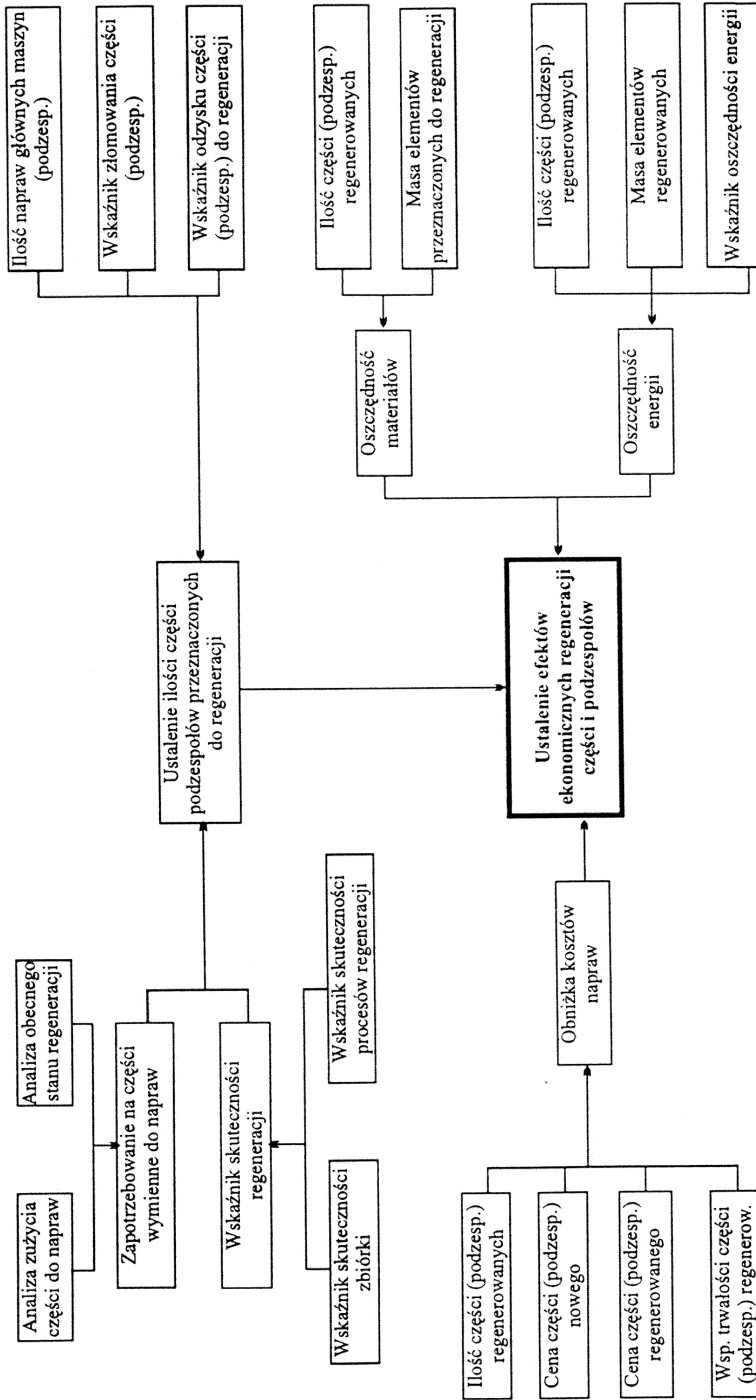 Analiza zużycia
części do napraw
Analiza obecnego
stanu regeneracji
Zapotrzebowanie na części
wymienne do napraw
Wskaźnik skuteczności
regeneracji
Wskaźnik skuteczności
zbiórki
Wskaźnik skuteczności
procesów regeneracji
Ustalenie ilości części
podzespołów przeznaczonych
do regeneracji
Ilość napraw głównych maszyn
(podzesp.)
Wskaźnik złomowania części
(podzesp.)
Wskaźnik odzysku części
(podzesp.) do regeneracji
Ilość części (podzesp.)
regenerowanych
Cena części (podzesp.)
nowego
Cena części (podzesp.)
regenerowanego
Wsp. trwałości części
(podzesp.) regenerow.
Obniżka kosztów
napraw
Ustalenie efektów
ekonomicznych regeneracji
części i podzespołów
Oszczędność
materiałów
Oszczędność
energii
Ilość części (podzesp.)
regenerowanych
Masa elementów
przeznaczonych do regeneracji
Ilość części (podzesp.)
regenerowanych
Masa elementów
regenerowanych
Wskaźnik oszczędności energii